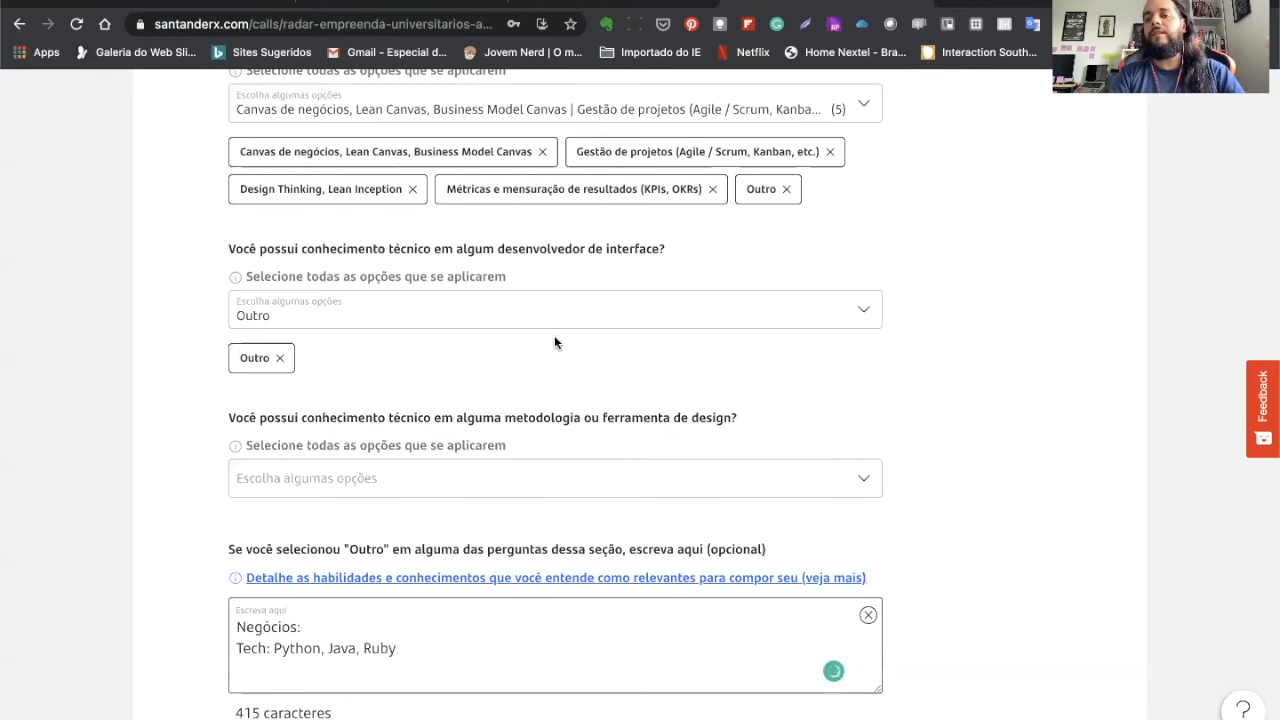 santanderx.com/calls/radar-empreenda-universitarios-a...
Apps
Galeria do Web Sli...
Sites Sugeridos
Gmail - Especial d...
Jovem Nerd | O m...
Importado do IE
Netflix
Home Nextel - Bra...
Interaction South...
Selecione todas as opções que se aplicarem
Escolha algumas opções
Canvas de negócios, Lean Canvas, Business Model Canvas | Gestão de projetos (Agile / Scrum, Kanba... (5)
Canvas de negócios, Lean Canvas, Business Model Canvas
Gestão de projetos (Agile / Scrum, Kanban, etc.)
Design Thinking, Lean Inception
Métricas e mensuração de resultados (KPIs, OKRs)
Outro
Você possui conhecimento técnico em algum desenvolvedor de interface?
Selecione todas as opções que se aplicarem
Escolha algumas opções
Outro
Outro
Feedback
Você possui conhecimento técnico em alguma metodologia ou ferramenta de design?
Selecione todas as opções que se aplicarem
Escolha algumas opções
Se você selecionou "Outro" em alguma das perguntas dessa seção, escreva aqui (opcional)
Detalhe as habilidades e conhecimentos que você entende como relevantes para compor seu (veja mais)
Escreva aqui
Negócios:
Tech: Python, Java, Ruby
415 caracteres
?